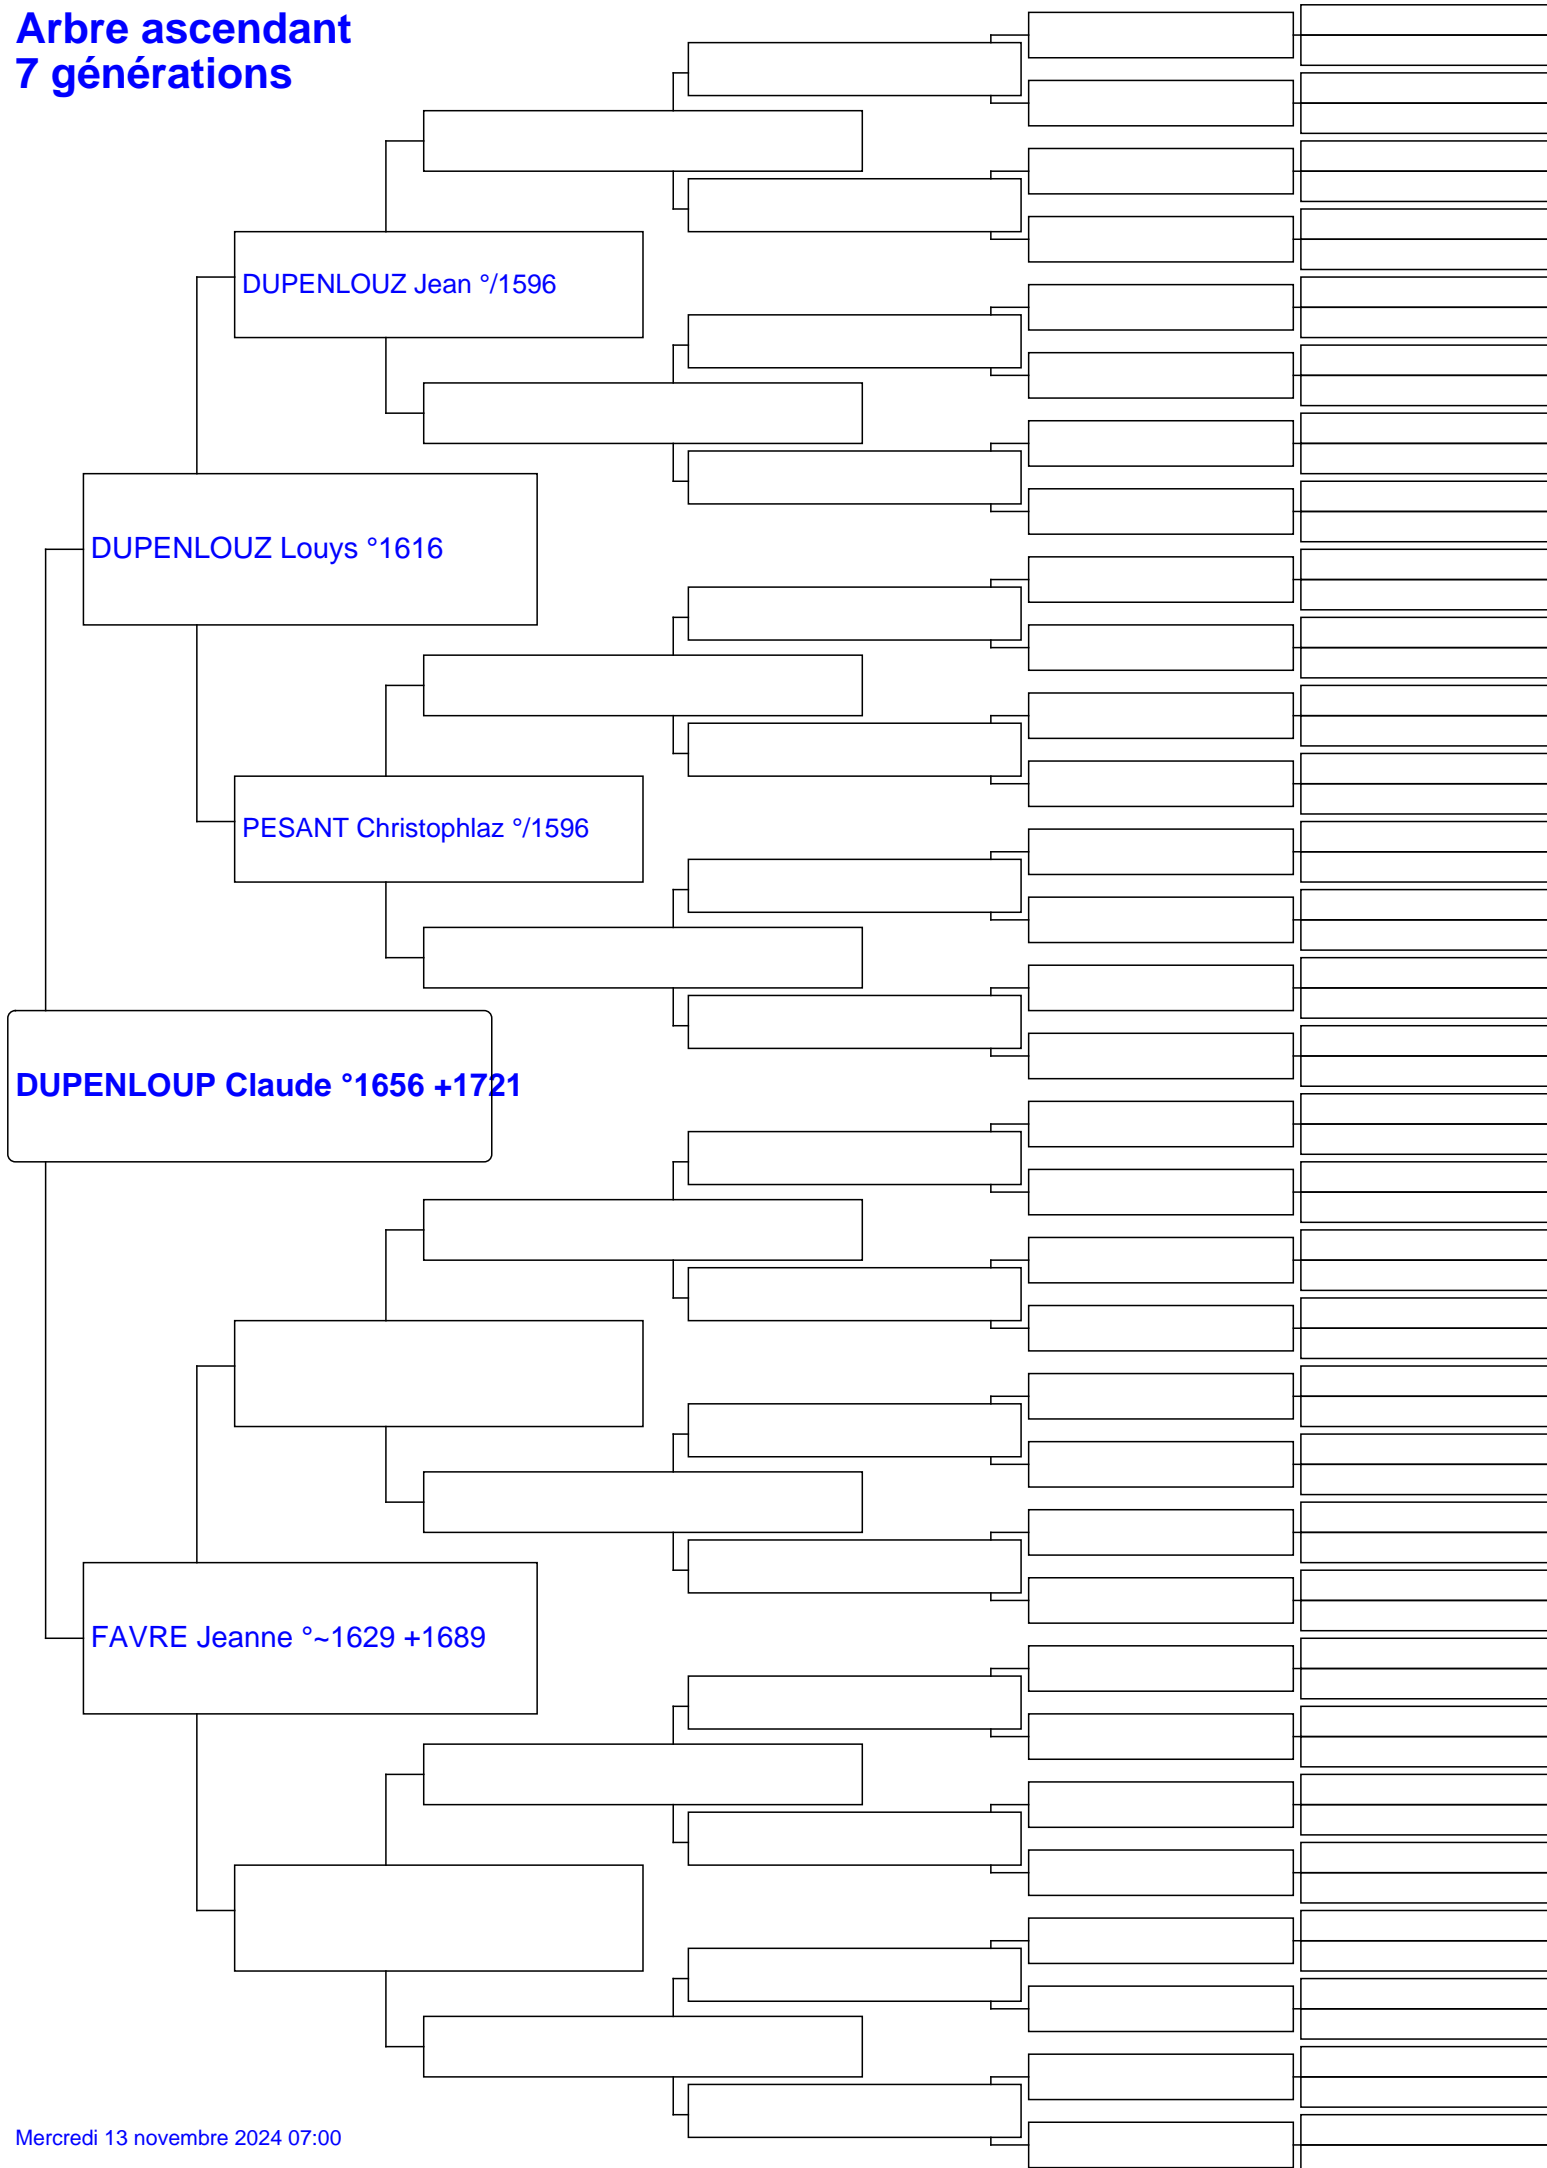 Arbre ascendant
7 générations
DUPENLOUZ Jean °/1596
DUPENLOUZ Louys °1616
PESANT Christophlaz °/1596
DUPENLOUP Claude °1656 +1721
FAVRE Jeanne °~1629 +1689
Mercredi 13 novembre 2024 07:00